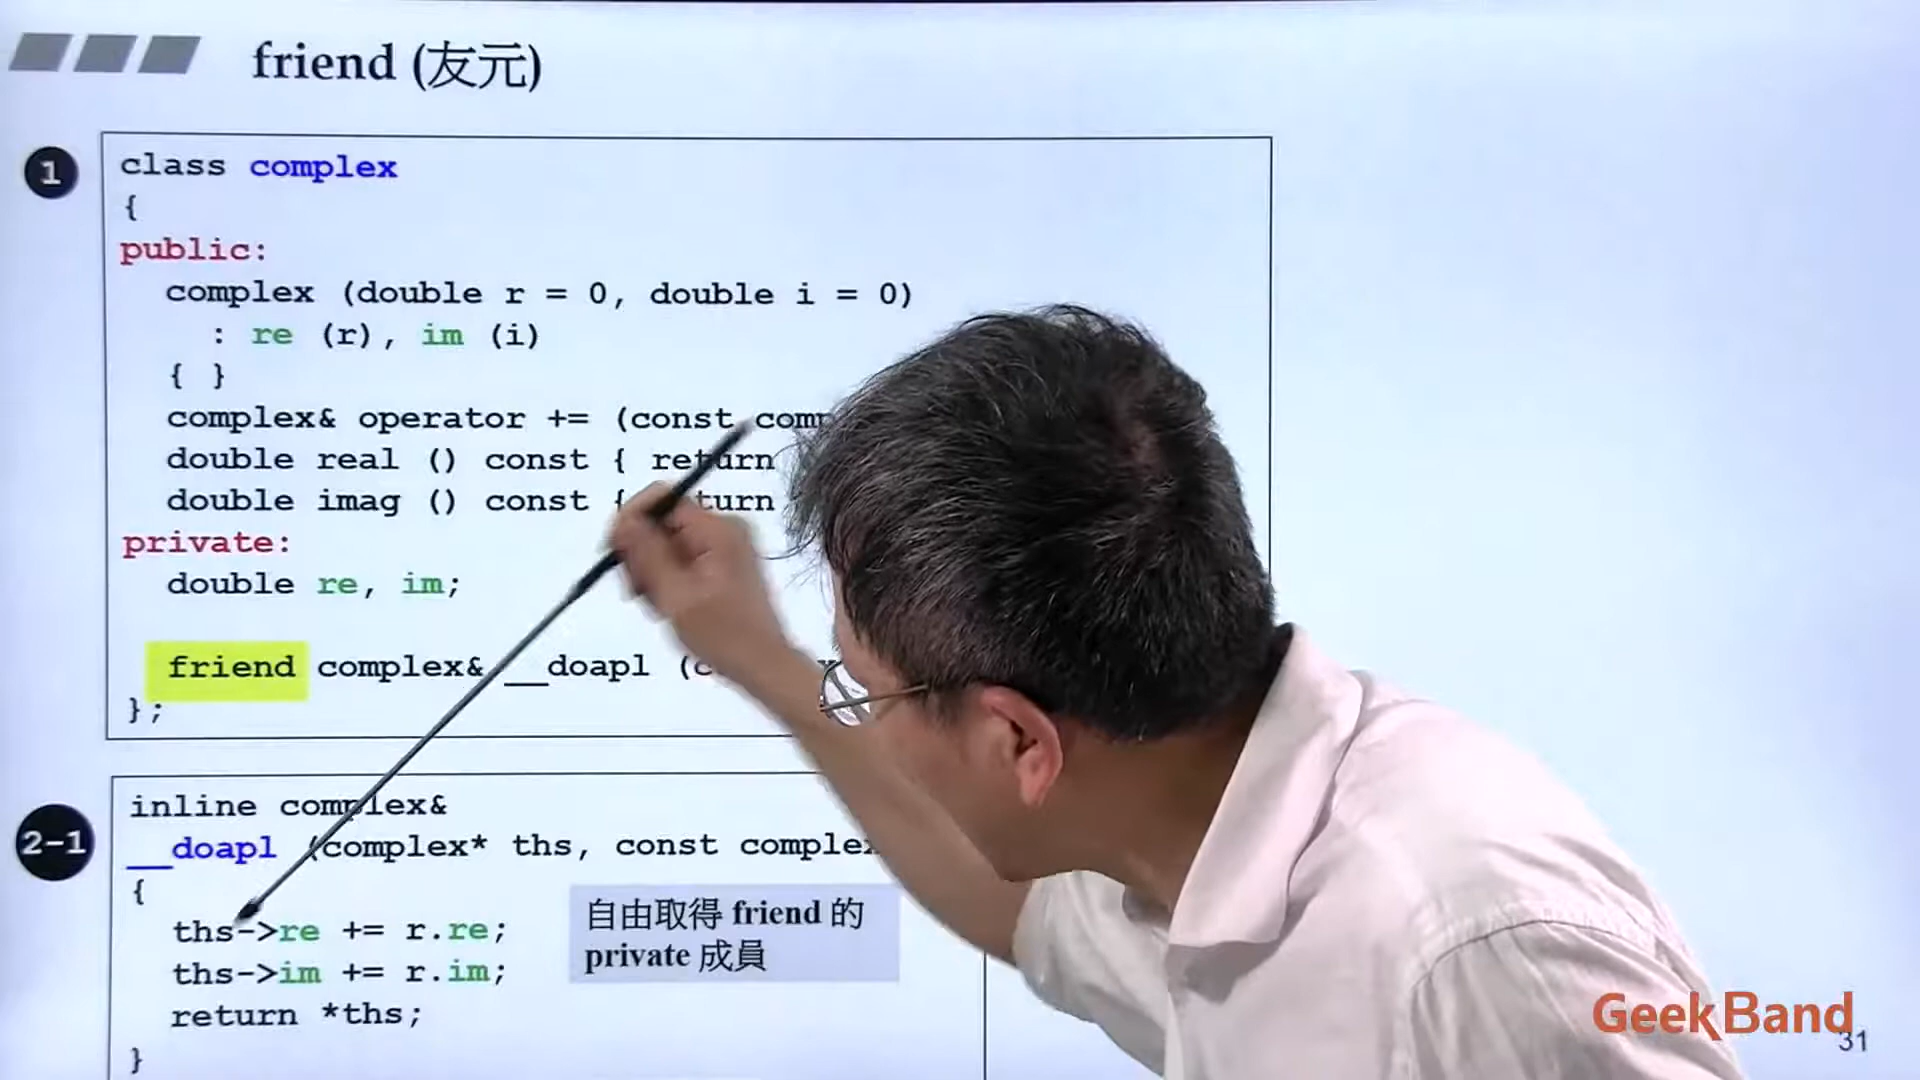 friend (友元)
1
class complex
{
public:
complex (double r = 0, double i = 0)
: re (r), im (i)
{ }
complex& operator += (const
double real () const { return
double imag () const {
private:
double re, im;
friend complex& __doapl (
};
2-1
inline complex&
__doapl (complex* ths, const complex
{
ths->re += r.re;
ths->im += r.im;
return *ths;
}
自由取得 friend 的
private 成員
GeekBand
31